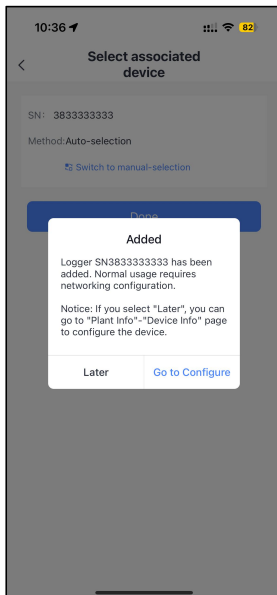 10:36
82
Select associated
device
SN: 3833333333
Method:Auto-selection
Switch to manual-selection
Done
Added
Logger SN3833333333 has been
added. Normal usage requires
networking configuration.
Notice: If you select "Later", you can
go to "Plant Info"-"Device Info" page
to configure the device.
Later
Go to Configure